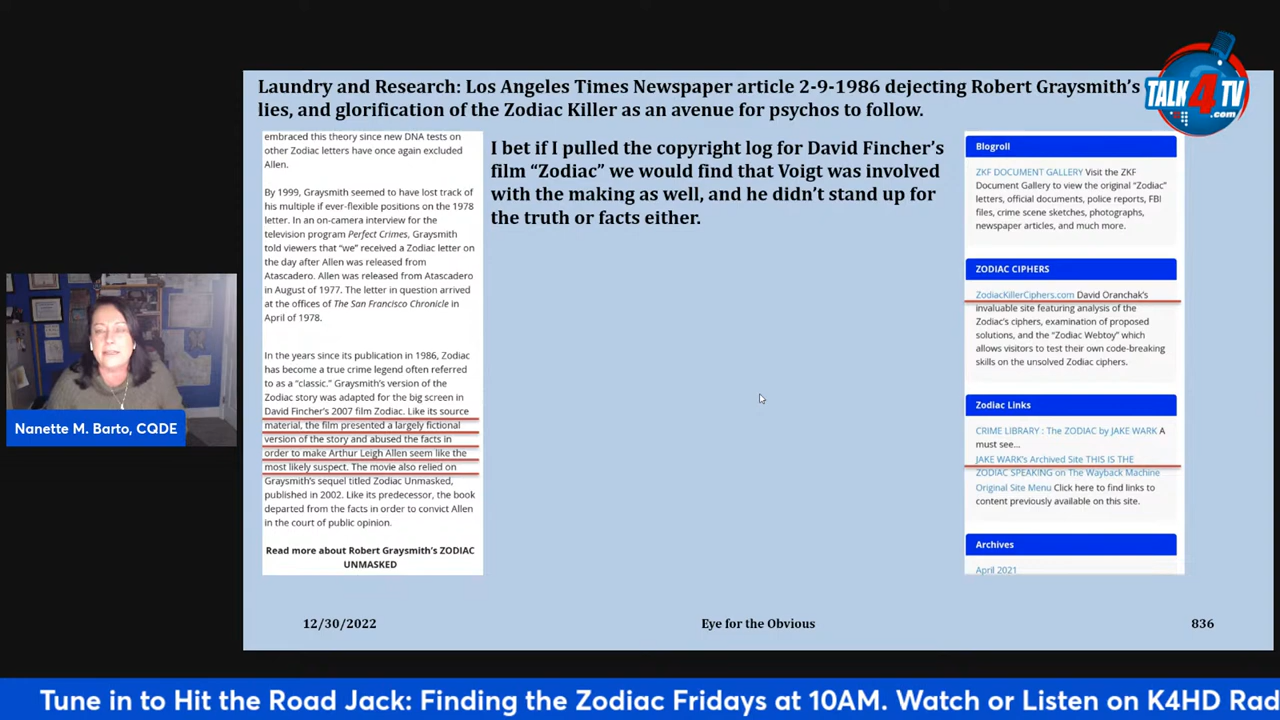 Laundry and Research: Los Angeles Times Newspaper article 2-9-1986 dejecting Robert Graysmith's
lies, and glorification of the Zodiac Killer as an avenue for psychos to follow.
TALK4TV
.com
embraced this theory since new DNA tests on
other Zodiac letters have once again excluded
Allen.
By 1999, Graysmith seemed to have lost track of
his multiple if ever-flexible positions on the 1978
letter. In an on-camera interview for the
television program Perfect Crimes, Graysmith
told viewers that “we” received a Zodiac letter on
the day after Allen was released from
Atascadero. Allen was released from Atascadero
in August of 1977. The letter in question arrived
at the offices of The San Francisco Chronicle in
April of 1978.
In the years since its publication in 1986, Zodiac
has become a true crime legend often referred
to as a “classic.” Graysmith's version of the
Zodiac story was adapted for the big screen in
David Fincher's 2007 film Zodiac. Like its source
material, the film presented a largely fictional
version of the story and abused the facts in
order to make Arthur Leigh Allen seem like the
most likely suspect. The movie also relied on
Graysmith's sequel titled Zodiac Unmasked,
published in 2002. Like its predecessor, the book
departed from the facts in order to convict Allen
in the court of public opinion.
Read more about Robert Graysmith's ZODIAC
UNMASKED
I bet if I pulled the copyright log for David Fincher's
film “Zodiac” we would find that Voigt was involved
with the making as well, and he didn't stand up for
the truth or facts either.
Blogroll
ZKF DOCUMENT GALLERY Visit the ZKF
Document Gallery to view the original “Zodiac”
letters, official documents, police reports, FBI
files, crime scene sketches, photographs,
newspaper articles, and much more.
ZODIAC CIPHERS
ZodiacKillerCiphers.com David Oranchak's
invaluable site featuring analysis of the
Zodiac's ciphers, examination of proposed
solutions, and the “Zodiac Webtoy” which
allows visitors to test their own code-breaking
skills on the unsolved Zodiac ciphers.
Zodiac Links
CRIME LIBRARY : The ZODIAC by JAKE WARK A
must see...
JAKE WARK's Archived Site THIS IS THE
ZODIAC SPEAKING on The Wayback Machine
Original Site Menu Click here to find links to
content previously available on this site.
Archives
April 2021
Nanette M. Barto, CQDE
12/30/2022
Eye for the Obvious
836
Tune in to Hit the Road Jack: Finding the Zodiac Fridays at 10AM. Watch or Listen on K4HD Rad